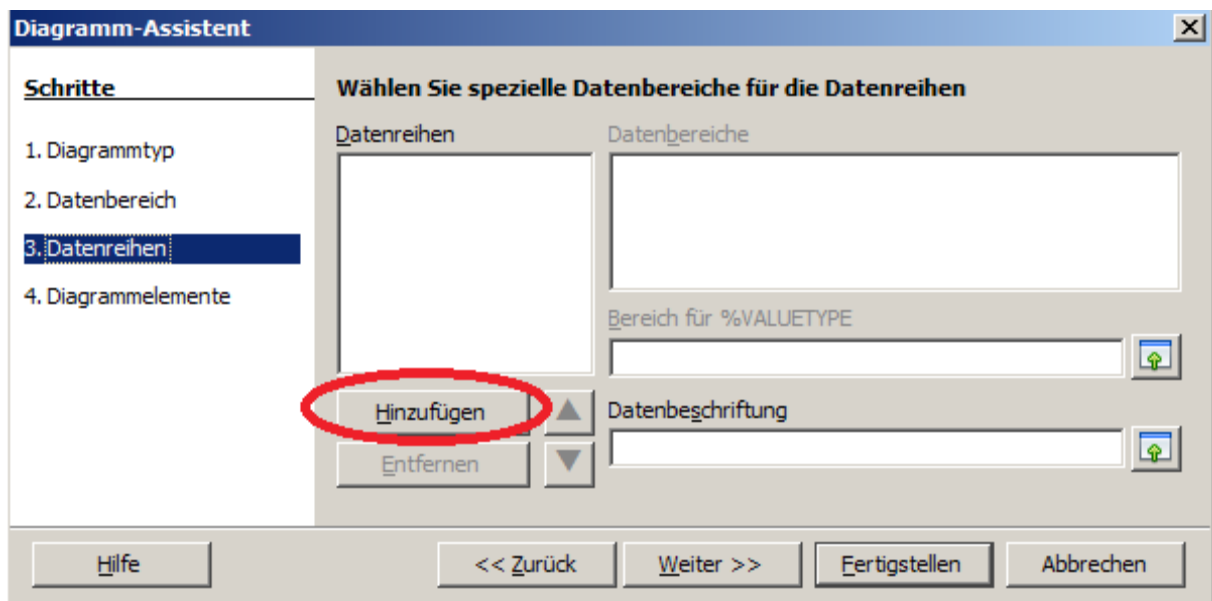 Diagramm-Assistent
Schritte
1. Diagrammtyp
2. Datenbereich
3. Datenreihen
4. Diagrammelemente
Wählen Sie spezielle Datenbereiche für die Datenreihen
Datenreihen
Datenbereiche
Bereich für %VALUETYPE
Hinzufügen
Datenbeschriftung
Entfernen
Hilfe
<< Zurück
Weiter >>
Fertigstellen
Abbrechen